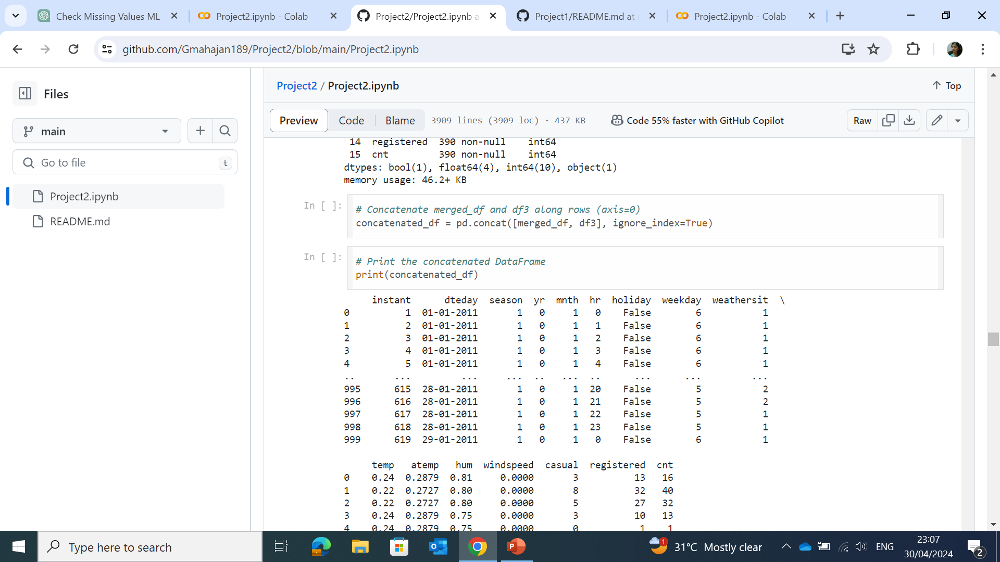 Check Missing Values ML
Project2.ipynb - Colab
Project2/Project2.ipynb a
Project1/README.md at
Project2.ipynb - Colab
github.com/Gmahajan189/Project2/blob/main/Project2.ipynb
Files
main
Go to file
t
Project2.ipynb
README.md
Project2 / Project2.ipynb
Top
Preview
Code
Blame
3909 lines (3909 loc) · 437 KB
Code 55% faster with GitHub Copilot
Raw
14 registered 390 non-null int64
15 cnt 390 non-null int64
dtypes: bool(1), float64(4), int64(10), object(1)
memory usage: 46.2+ KB
In [ ]:
# Concatenate merged_df and df3 along rows (axis=0)
concatenated_df = pd.concat([merged_df, df3], ignore_index=True)
In [ ]:
# Print the concatenated DataFrame
print(concatenated_df)
instant dteday season yr mnth hr holiday weekday weathersit \
0 1 01-01-2011 1 0 1 0 False 6 1
1 2 01-01-2011 1 0 1 1 False 6 1
2 3 01-01-2011 1 0 1 2 False 6 1
3 4 01-01-2011 1 0 1 3 False 6 1
4 5 01-01-2011 1 0 1 4 False 6 1
.. ... ... ... .. ... .. ... ... ...
995 615 28-01-2011 1 0 1 20 False 5 2
996 616 28-01-2011 1 0 1 21 False 5 2
997 617 28-01-2011 1 0 1 22 False 5 1
998 618 28-01-2011 1 0 1 23 False 5 1
999 619 29-01-2011 1 0 1 0 False 6 1
temp atemp hum windspeed casual registered cnt
0 0.24 0.2879 0.81 0.0000 3 13 16
1 0.22 0.2727 0.80 0.0000 8 32 40
2 0.22 0.2727 0.80 0.0000 5 27 32
3 0.24 0.2879 0.75 0.0000 3 10 13
4 0.24 0.2879 0.75 0.0000 0 1 1
Type here to search
1
31°C Mostly clear
ENG
23:07
30/04/2024
2